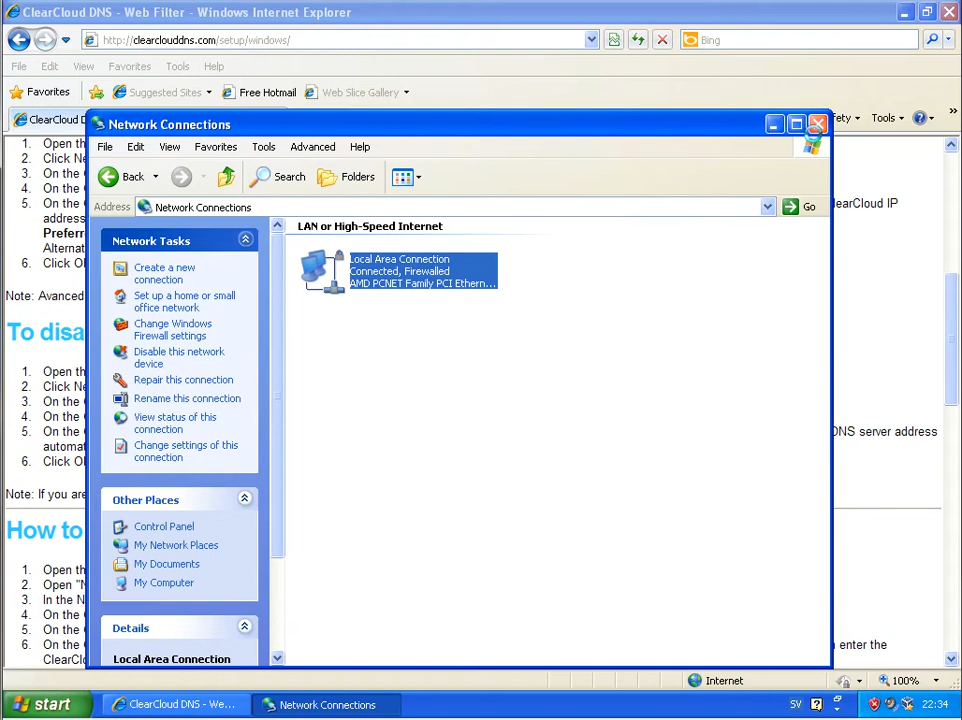 ClearCloud DNS - Web Filter - Windows Internet Explorer
http://clearclouddns.com/setup/windows/
Bing
File Edit View Favorites Tools Help
Favorites Suggested Sites Free Hotmail Web Slice Gallery
ClearCloud D
fety Tools
Network Connections
File Edit View Favorites Tools Advanced Help
Back Search Folders
Address Network Connections Go
Network Tasks
Create a new
connection
Set up a home or small
office network
Change Windows
Firewall settings
Disable this network
device
Repair this connection
Rename this connection
View status of this
connection
Change settings of this
connection
Other Places
Control Panel
My Network Places
My Documents
My Computer
Details
Local Area Connection
LAN or High-Speed Internet
Local Area Connection
Connected, Firewalled
AMD PCNET Family PCI Ethern...
1. Open th
2. Click Ne
3. On the
4. On the
5. On the learCloud IP
address
Preferr
Alternat
6. Click O
Note: Avanced
To disa
1. Open th
2. Click Ne
3. On the
4. On the
5. On the DNS server address
automa
6. Click O
Note: If you are
How to
1. Open th
2. Open "N
3. In the N
4. On the
5. On the
6. On the n enter the
ClearClo
Internet 100%
start ClearCloud DNS - We... Network Connections SV 22:34